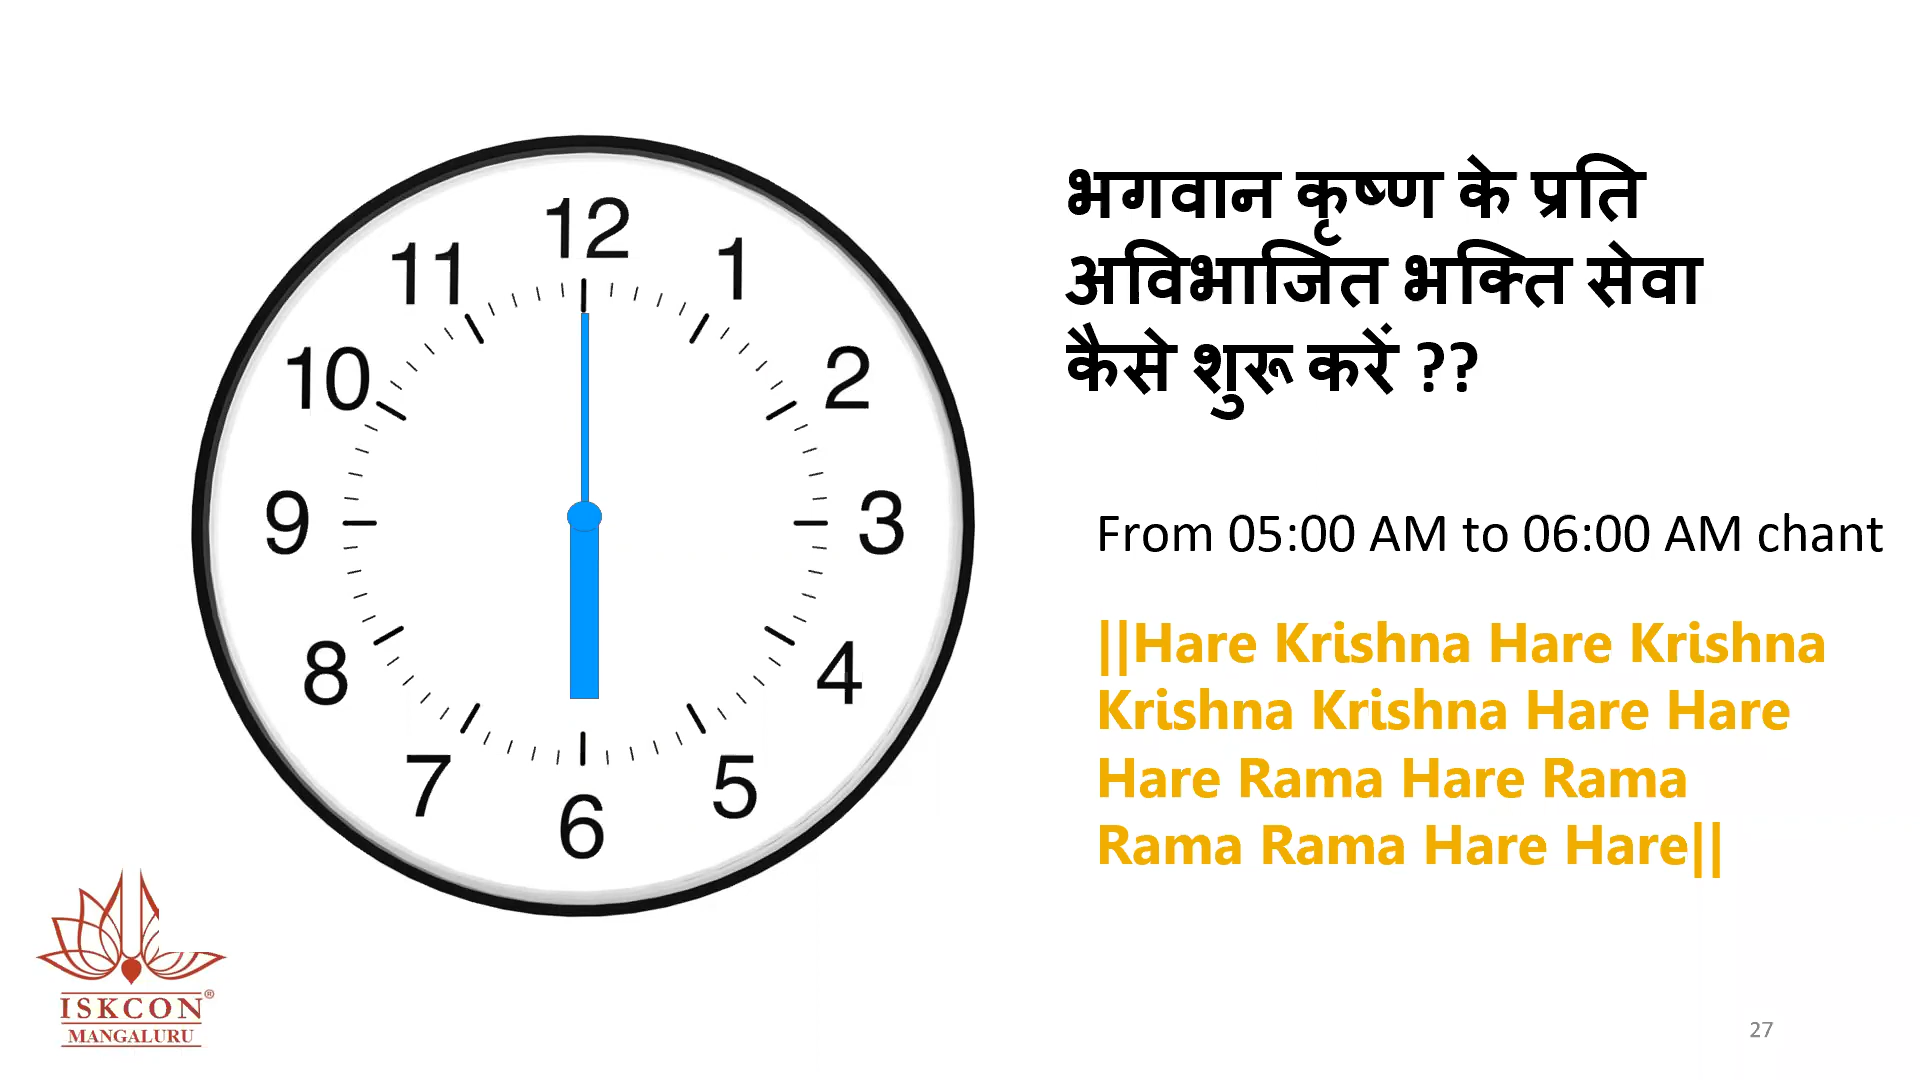 भगवान कृष्ण के प्रति
अविभाजित भक्ति सेवा
कैसे शुरू करें ??
12
11
1
10
2
9
3
8
4
7
5
6
From 05:00 AM to 06:00 AM chant
||Hare Krishna Hare Krishna
Krishna Krishna Hare Hare
Hare Rama Hare Rama
Rama Rama Hare Hare||
ISKCON®
MANGALURU
27